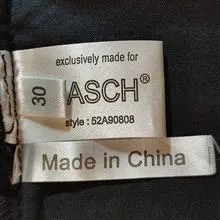 exclusively made for
ASCH®
style : 52A90808
30
Made in China